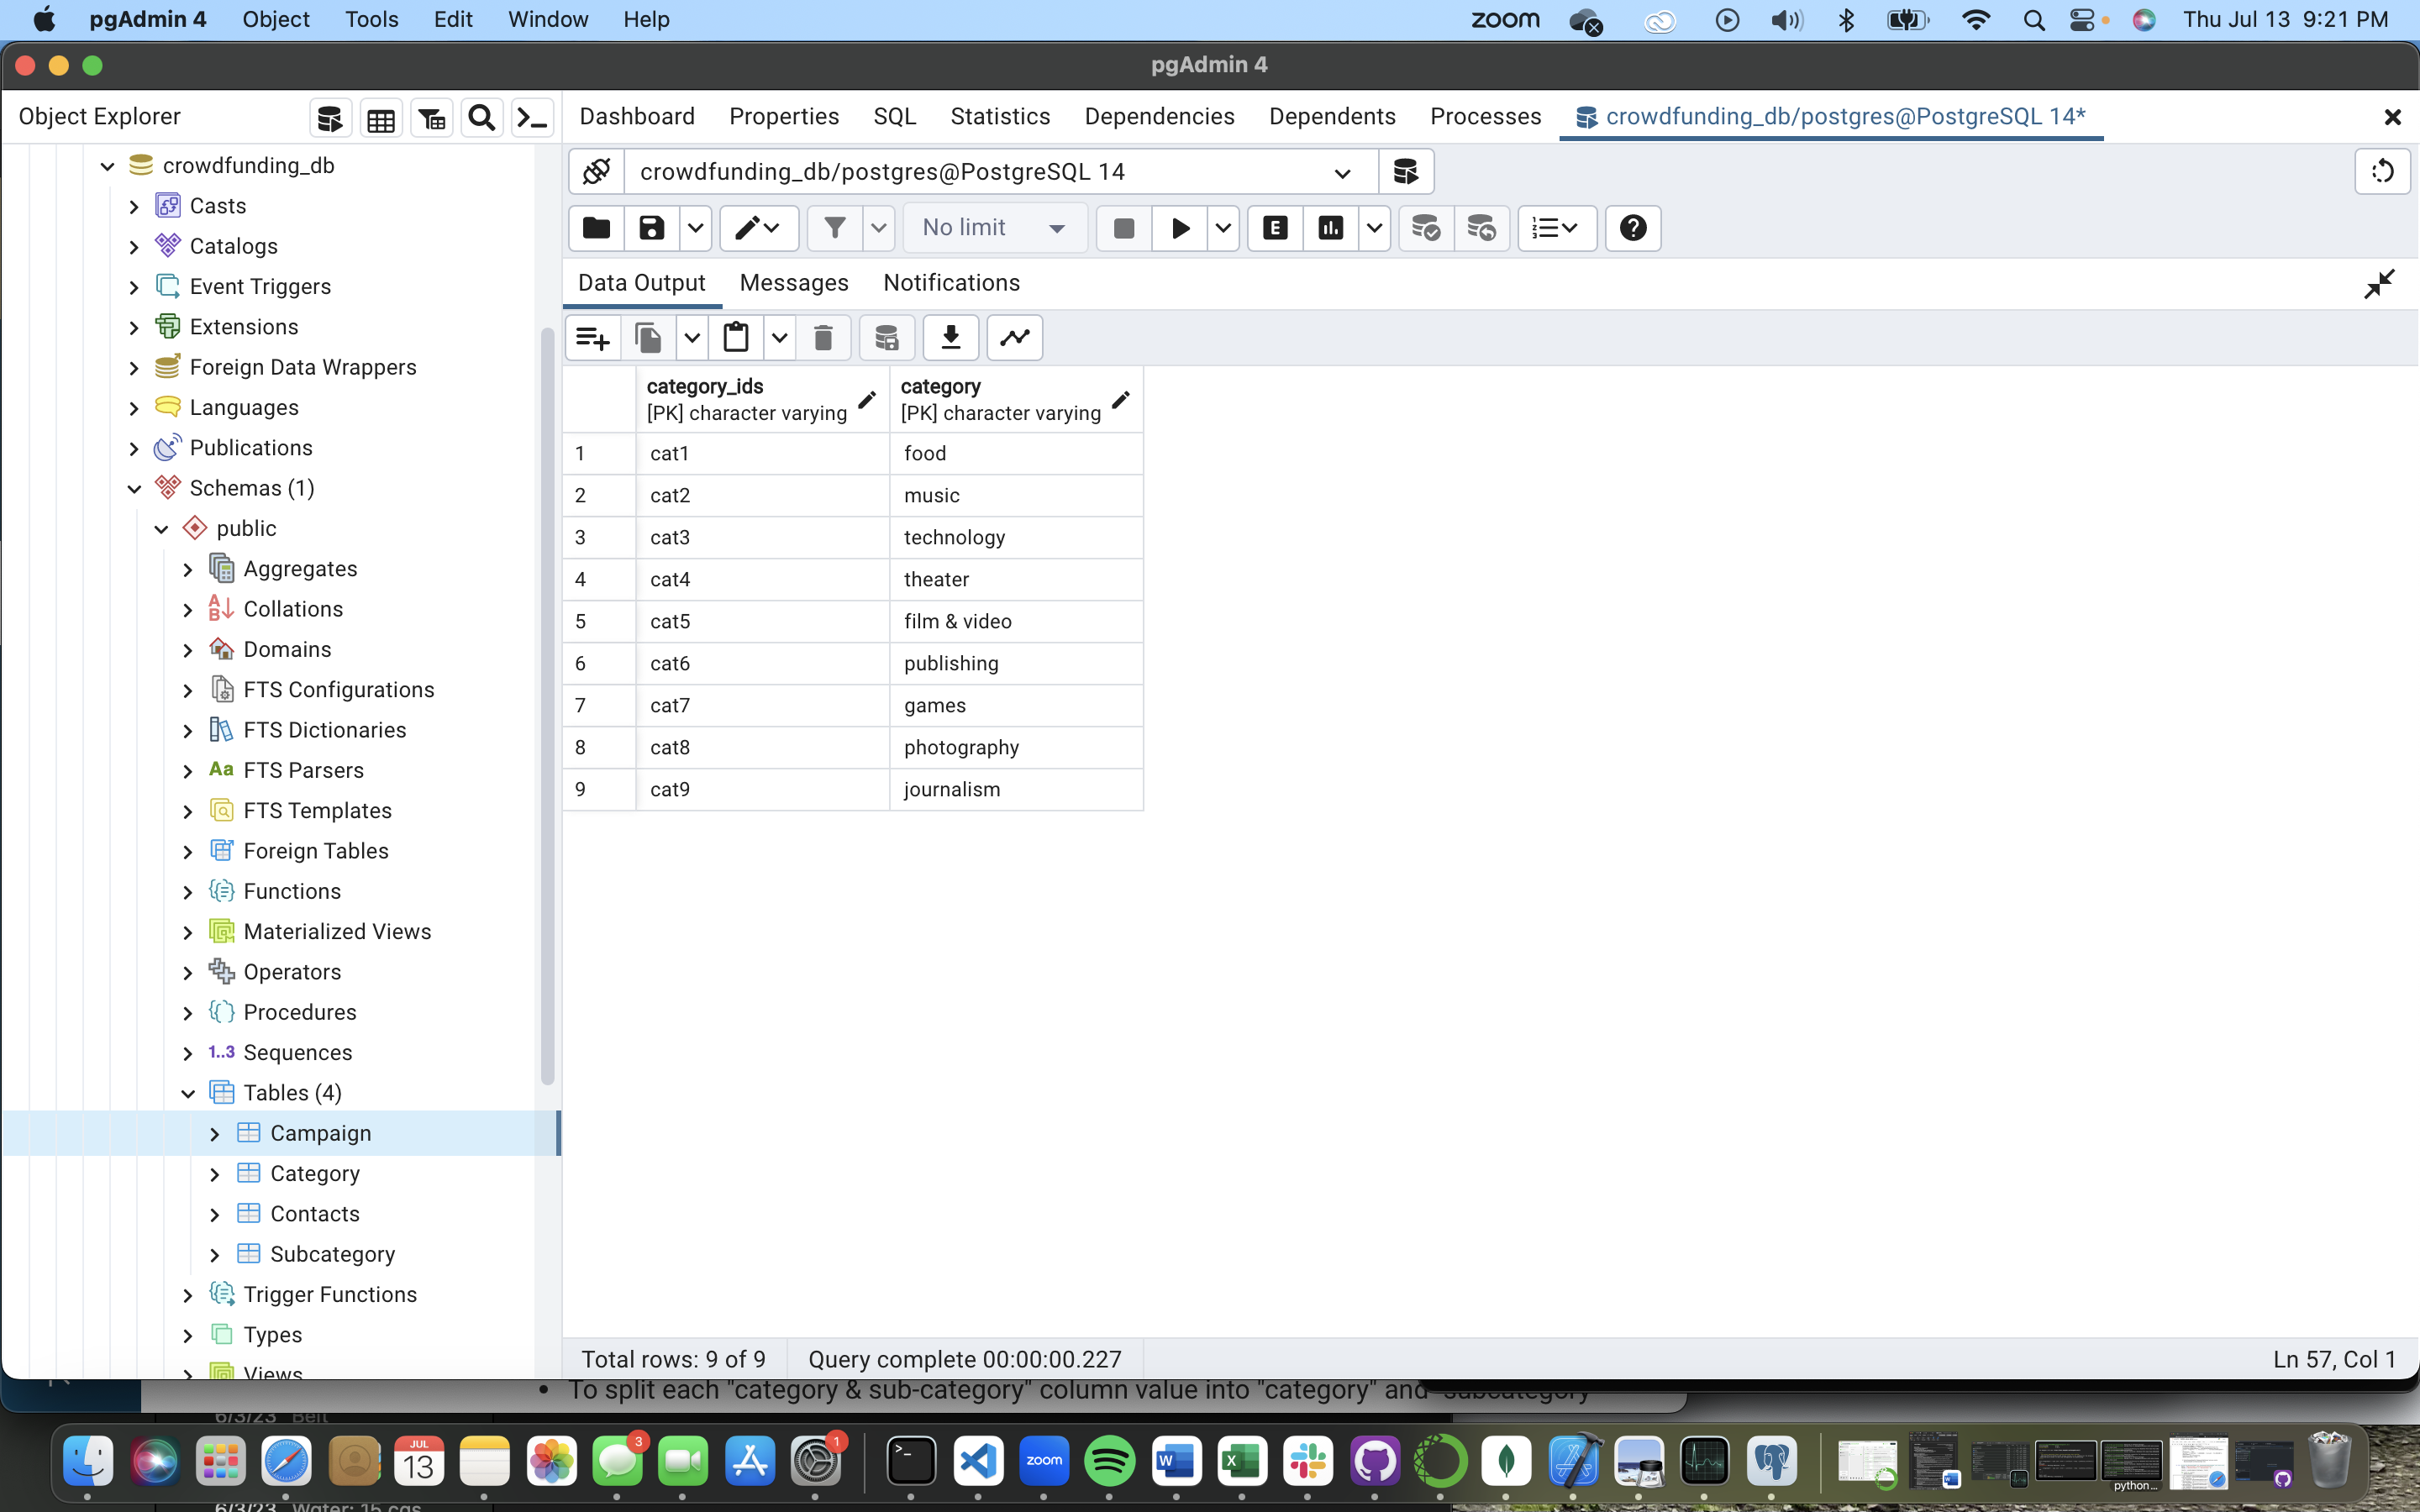 pgAdmin 4 Object Tools Edit Window Help zoom Thu Jul 13 9:21 PM
pgAdmin 4
Object Explorer
Dashboard Properties SQL Statistics Dependencies Dependents Processes crowdfunding_db/postgres@PostgreSQL 14*
crowdfunding_db
Casts
Catalogs
Event Triggers
Extensions
Foreign Data Wrappers
Languages
Publications
Schemas (1)
public
Aggregates
Collations
Domains
FTS Configurations
FTS Dictionaries
Aa FTS Parsers
FTS Templates
Foreign Tables
Functions
Materialized Views
Operators
Procedures
1..3 Sequences
Tables (4)
Campaign
Category
Contacts
Subcategory
Trigger Functions
Types
Views
crowdfunding_db/postgres@PostgreSQL 14
No limit
E
Data Output Messages Notifications
category_ids category
[PK] character varying [PK] character varying
1 cat1 food
2 cat2 music
3 cat3 technology
4 cat4 theater
5 cat5 film & video
6 cat6 publishing
7 cat7 games
8 cat8 photography
9 cat9 journalism
Total rows: 9 of 9 Query complete 00:00:00.227 Ln 57, Col 1
• To split each "category & sub-category" column value into "category" and "subcategory"
6/3/23 Belt
JUL
13
3
1
zoom
W
X
python...
6/3/23 Water: 15 cgs